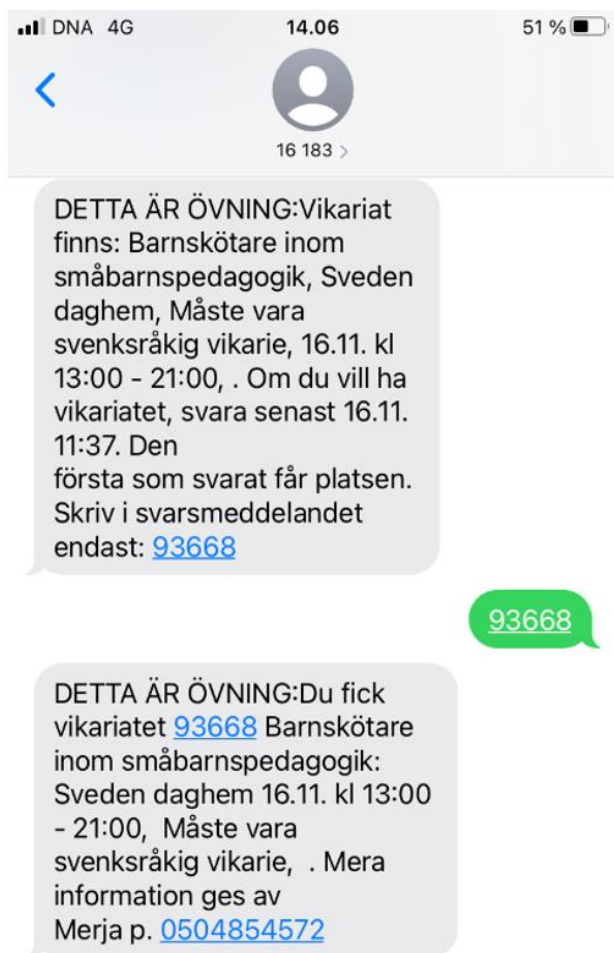 DNA 4G 14.06 51 %
16 183 >
DETTA ÄR ÖVNING:Vikariat
finns: Barnskötare inom
småbarnspedagogik, Sveden
daghem, Måste vara
svenksråkig vikarie, 16.11. kl
13:00 - 21:00, . Om du vill ha
vikariatet, svara senast 16.11.
11:37. Den
första som svarat får platsen.
Skriv i svarsmeddelandet
endast: 93668
93668
DETTA ÄR ÖVNING:Du fick
vikariatet 93668 Barnskötare
inom småbarnspedagogik:
Sveden daghem 16.11. kl 13:00
- 21:00,  Måste vara
svenksråkig vikarie,  . Mera
information ges av
Merja p. 0504854572